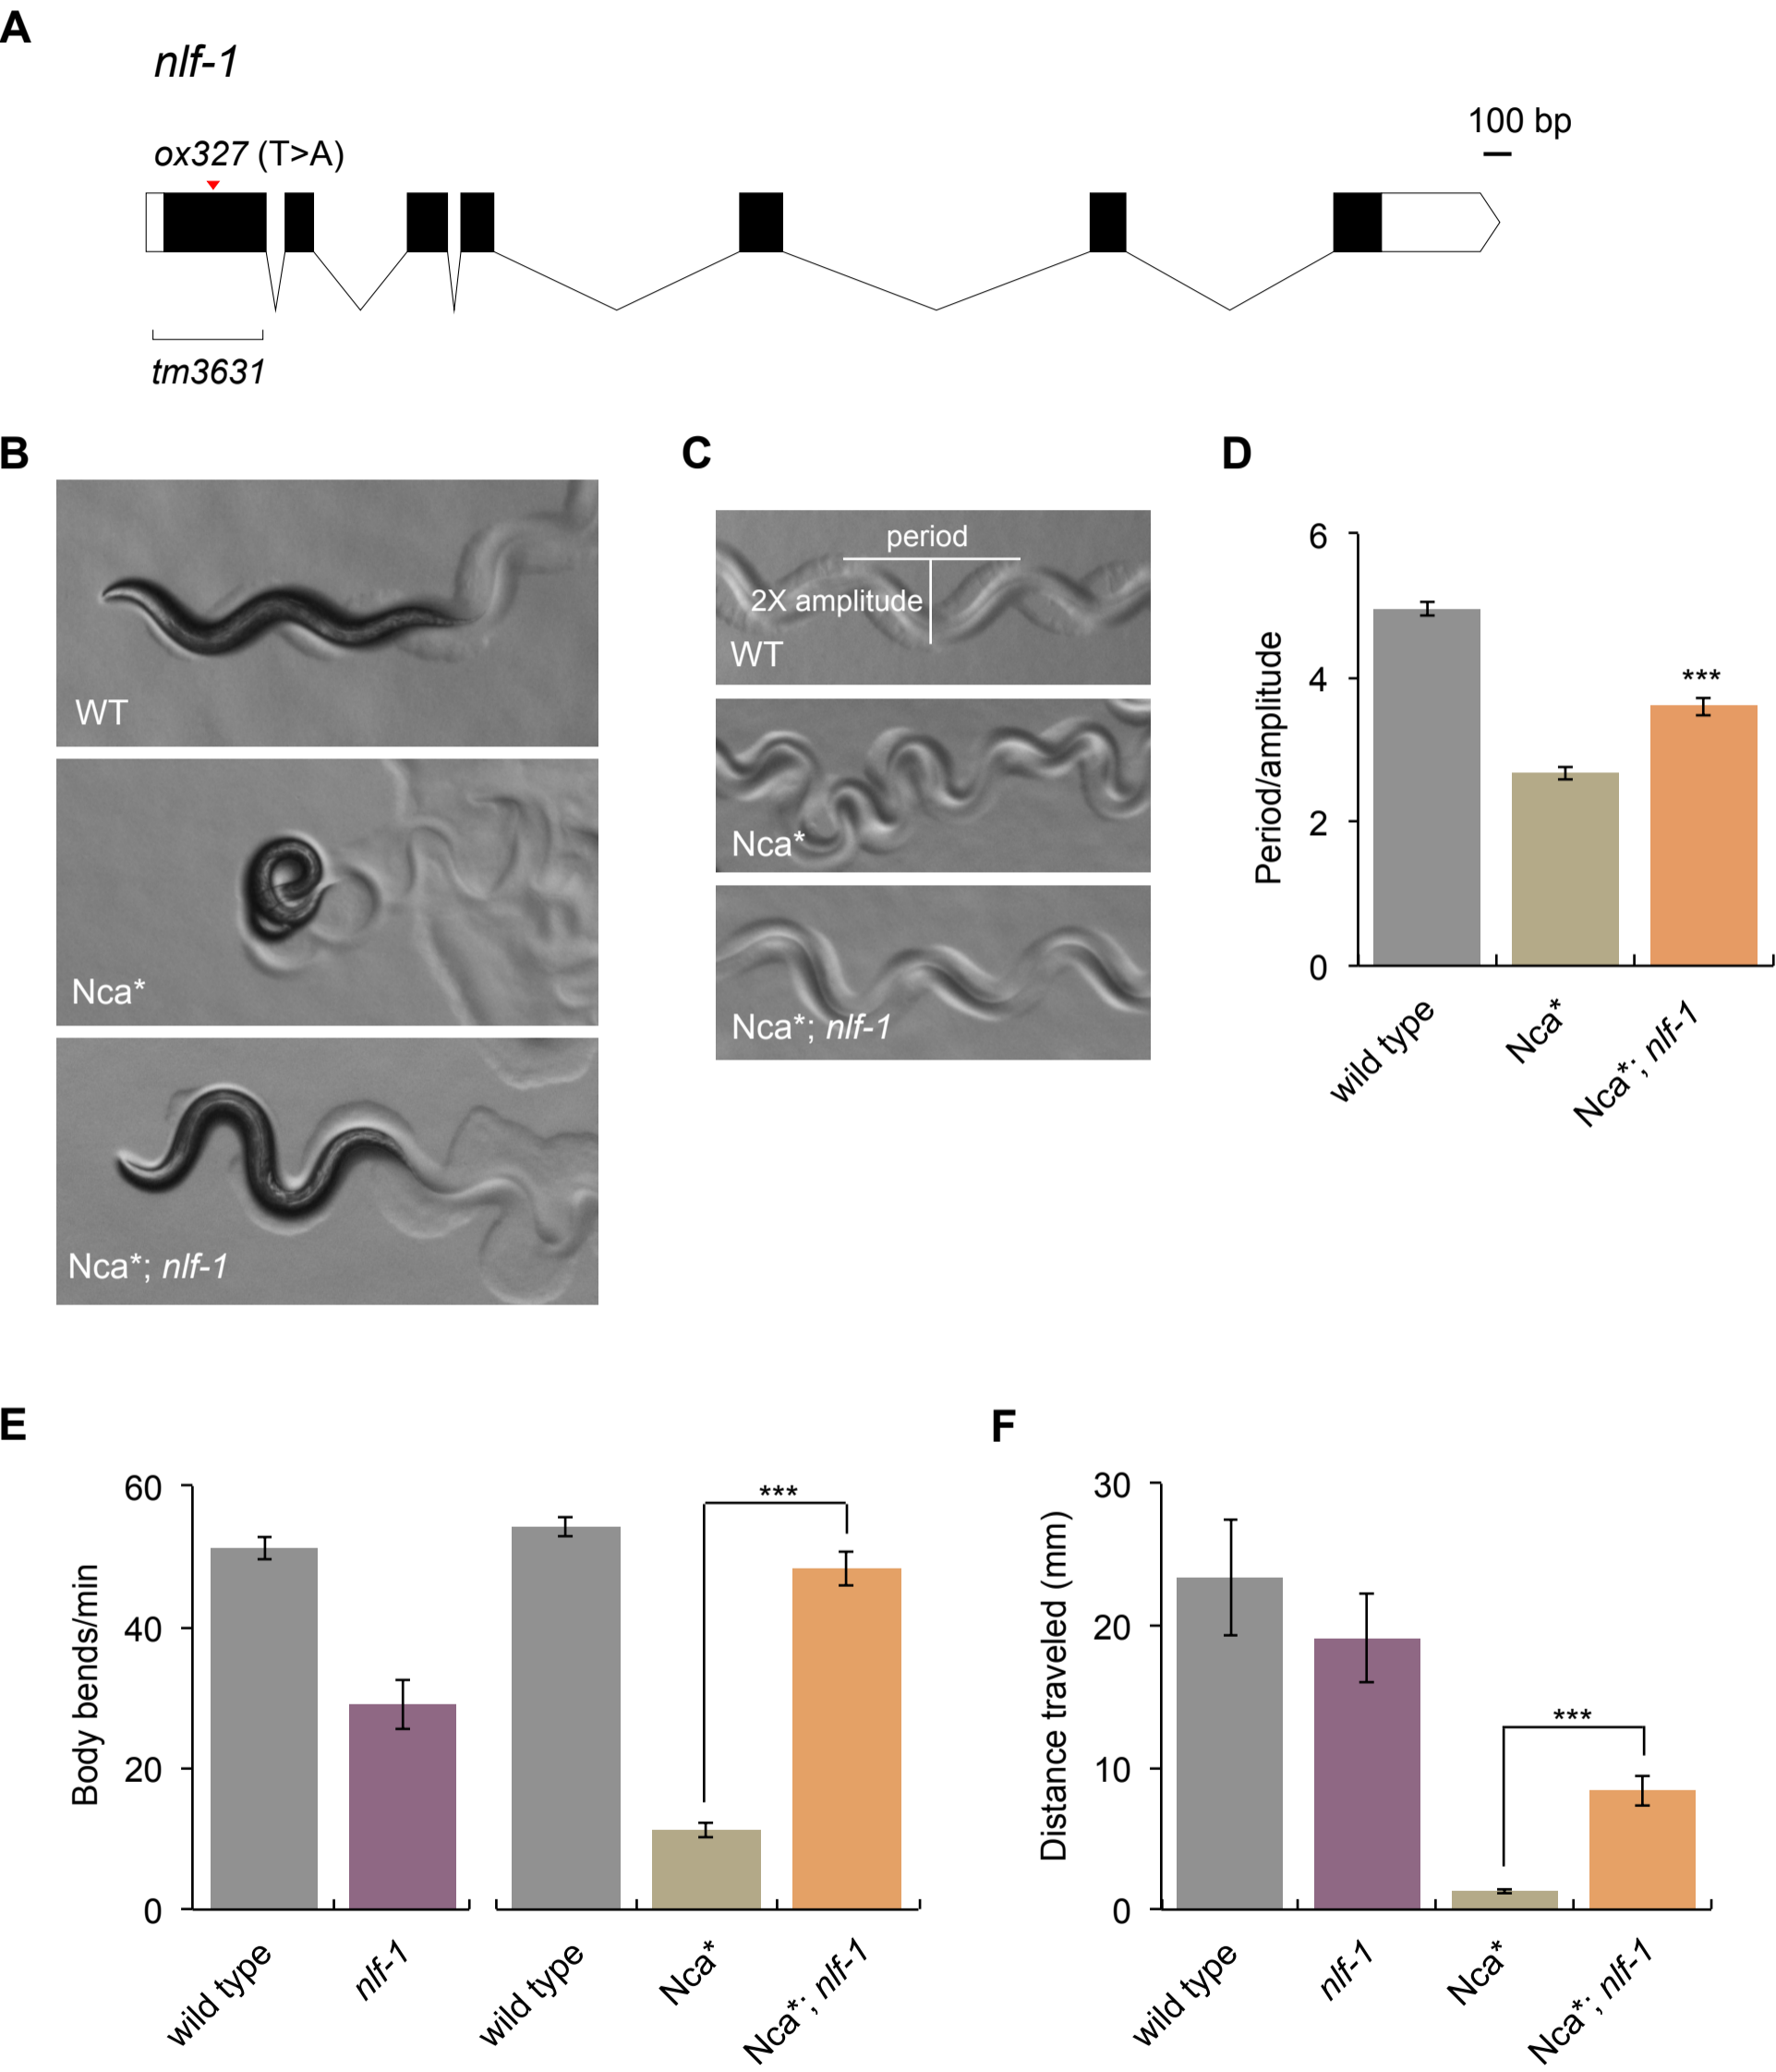 A
nlf-1
ox327 (T>A)
100 bp
tm3631
B
WT
Nca*
Nca*; nlf-1
C
period
2X amplitude
WT
Nca*
Nca*; nlf-1
D
Period/amplitude
6
4
2
0
***
wild type
Nca*
Nca*; nlf-1
E
Body bends/min
60
40
20
0
***
wild type
nlf-1
wild type
Nca*
Nca*; nlf-1
F
Distance traveled (mm)
30
20
10
0
***
wild type
nlf-1
Nca*
Nca*; nlf-1